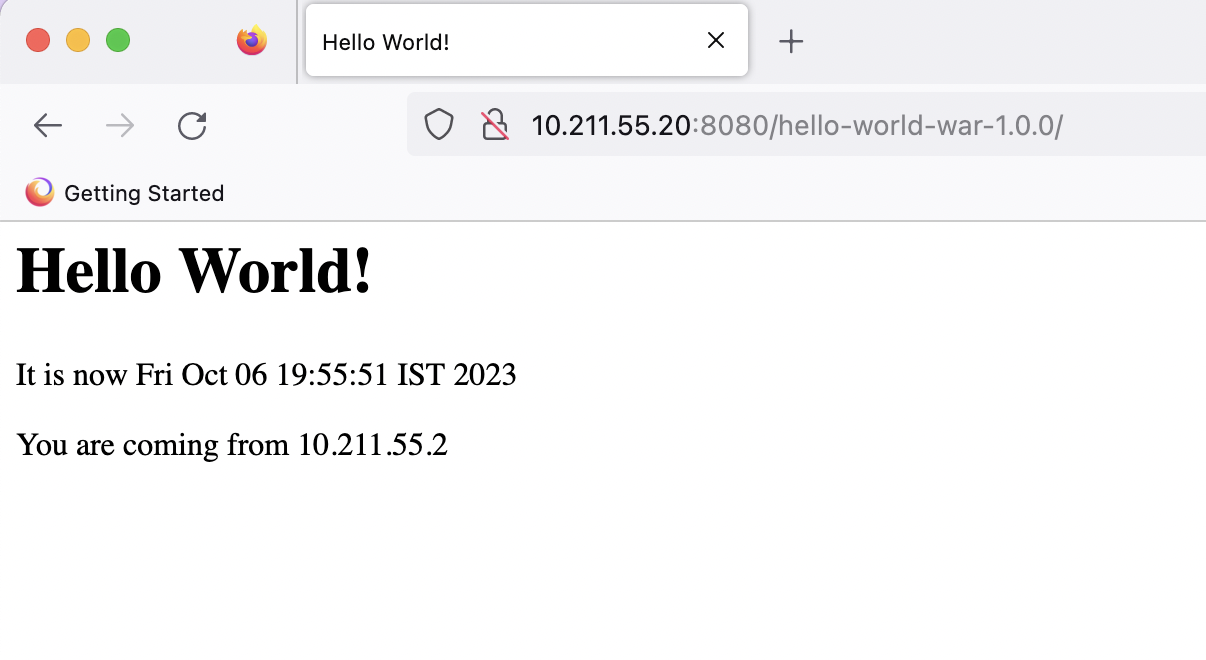 Hello World!
10.211.55.20:8080/hello-world-war-1.0.0/
Getting Started
Hello World!
It is now Fri Oct 06 19:55:51 IST 2023
You are coming from 10.211.55.2